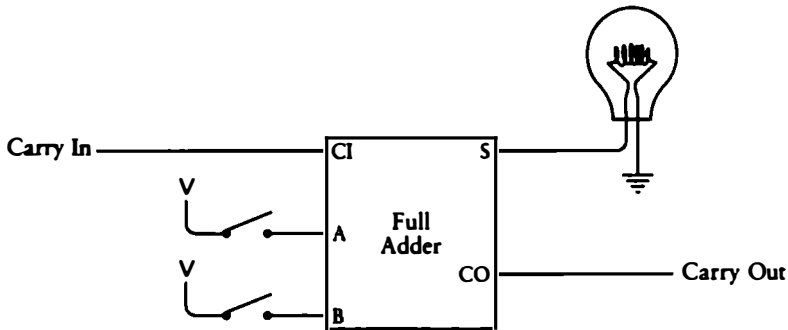 Carry In
CI
S
V
A
Full
Adder
CO
Carry Out
V
B